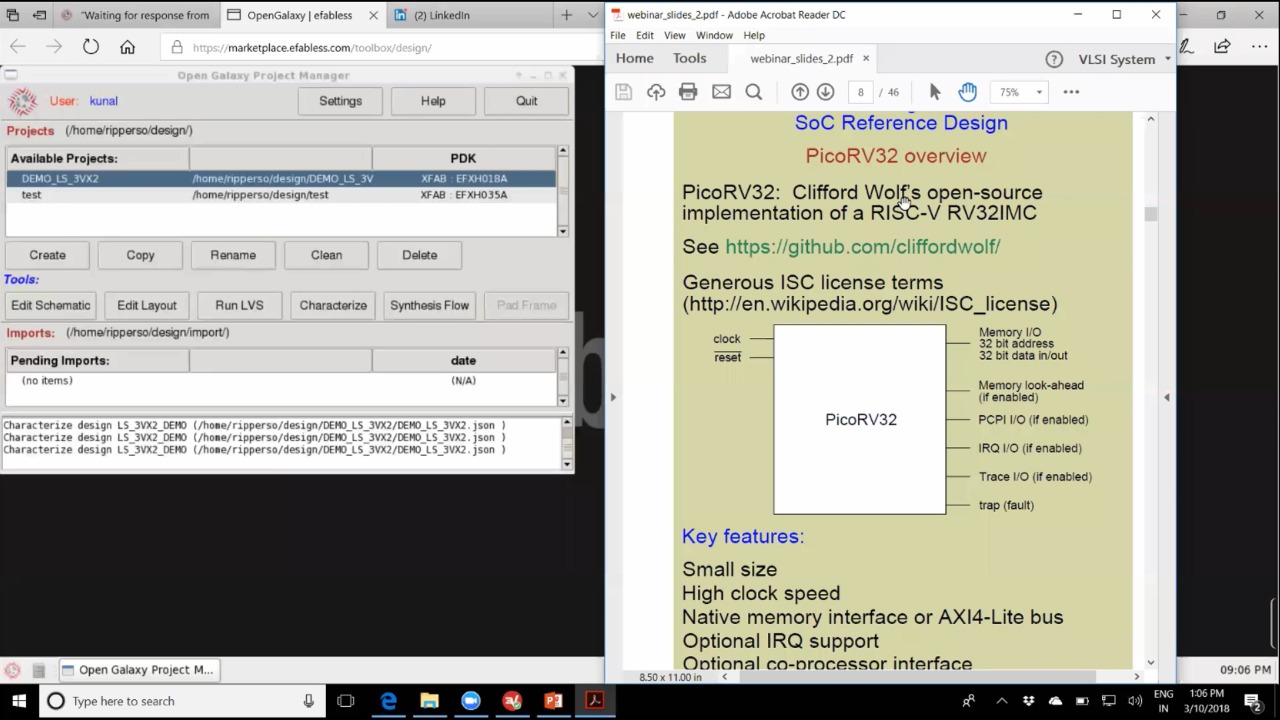 "Waiting for response from
OpenGalaxy | efabless
(2) LinkedIn
https://marketplace.efabless.com/toolbox/design/
Open Galaxy Project Manager
User: kunal
Settings
Help
Quit
Projects (/home/ripperso/design/)
Available Projects: PDK
DEMO_LS_3VX2 /home/ripperso/design/DEMO_LS_3V XFAB : EFXH018A
test /home/ripperso/design/test XFAB : EFXH035A
Create Copy Rename Clean Delete
Tools:
Edit Schematic Edit Layout Run LVS Characterize Synthesis Flow Pad Frame
Imports: (/home/ripperso/design/import/)
Pending Imports: date
(no items) (N/A)
Characterize design LS_3VX2_DEMO (/home/ripperso/design/DEMO_LS_3VX2/DEMO_LS_3VX2.json )
Characterize design LS_3VX2_DEMO (/home/ripperso/design/DEMO_LS_3VX2/DEMO_LS_3VX2.json )
Characterize design LS_3VX2_DEMO (/home/ripperso/design/DEMO_LS_3VX2/DEMO_LS_3VX2.json )
Open Galaxy Project M...
09:06 PM
webinar_slides_2.pdf - Adobe Acrobat Reader DC
File Edit View Window Help
Home Tools webinar_slides_2.pdf VLSI System
8 / 46 75%
SoC Reference Design
PicoRV32 overview
PicoRV32: Clifford Wolf's open-source
implementation of a RISC-V RV32IMC
See https://github.com/cliffordwolf/
Generous ISC license terms
(http://en.wikipedia.org/wiki/ISC_license)
clock
reset
PicoRV32
Memory I/O
32 bit address
32 bit data in/out
Memory look-ahead
(if enabled)
PCPI I/O (if enabled)
IRQ I/O (if enabled)
Trace I/O (if enabled)
trap (fault)
Key features:
Small size
High clock speed
Native memory interface or AXI4-Lite bus
Optional IRQ support
Optional co-processor interface
8.50 x 11.00 in
Type here to search
ENG
IN
1:06 PM
3/10/2018
2